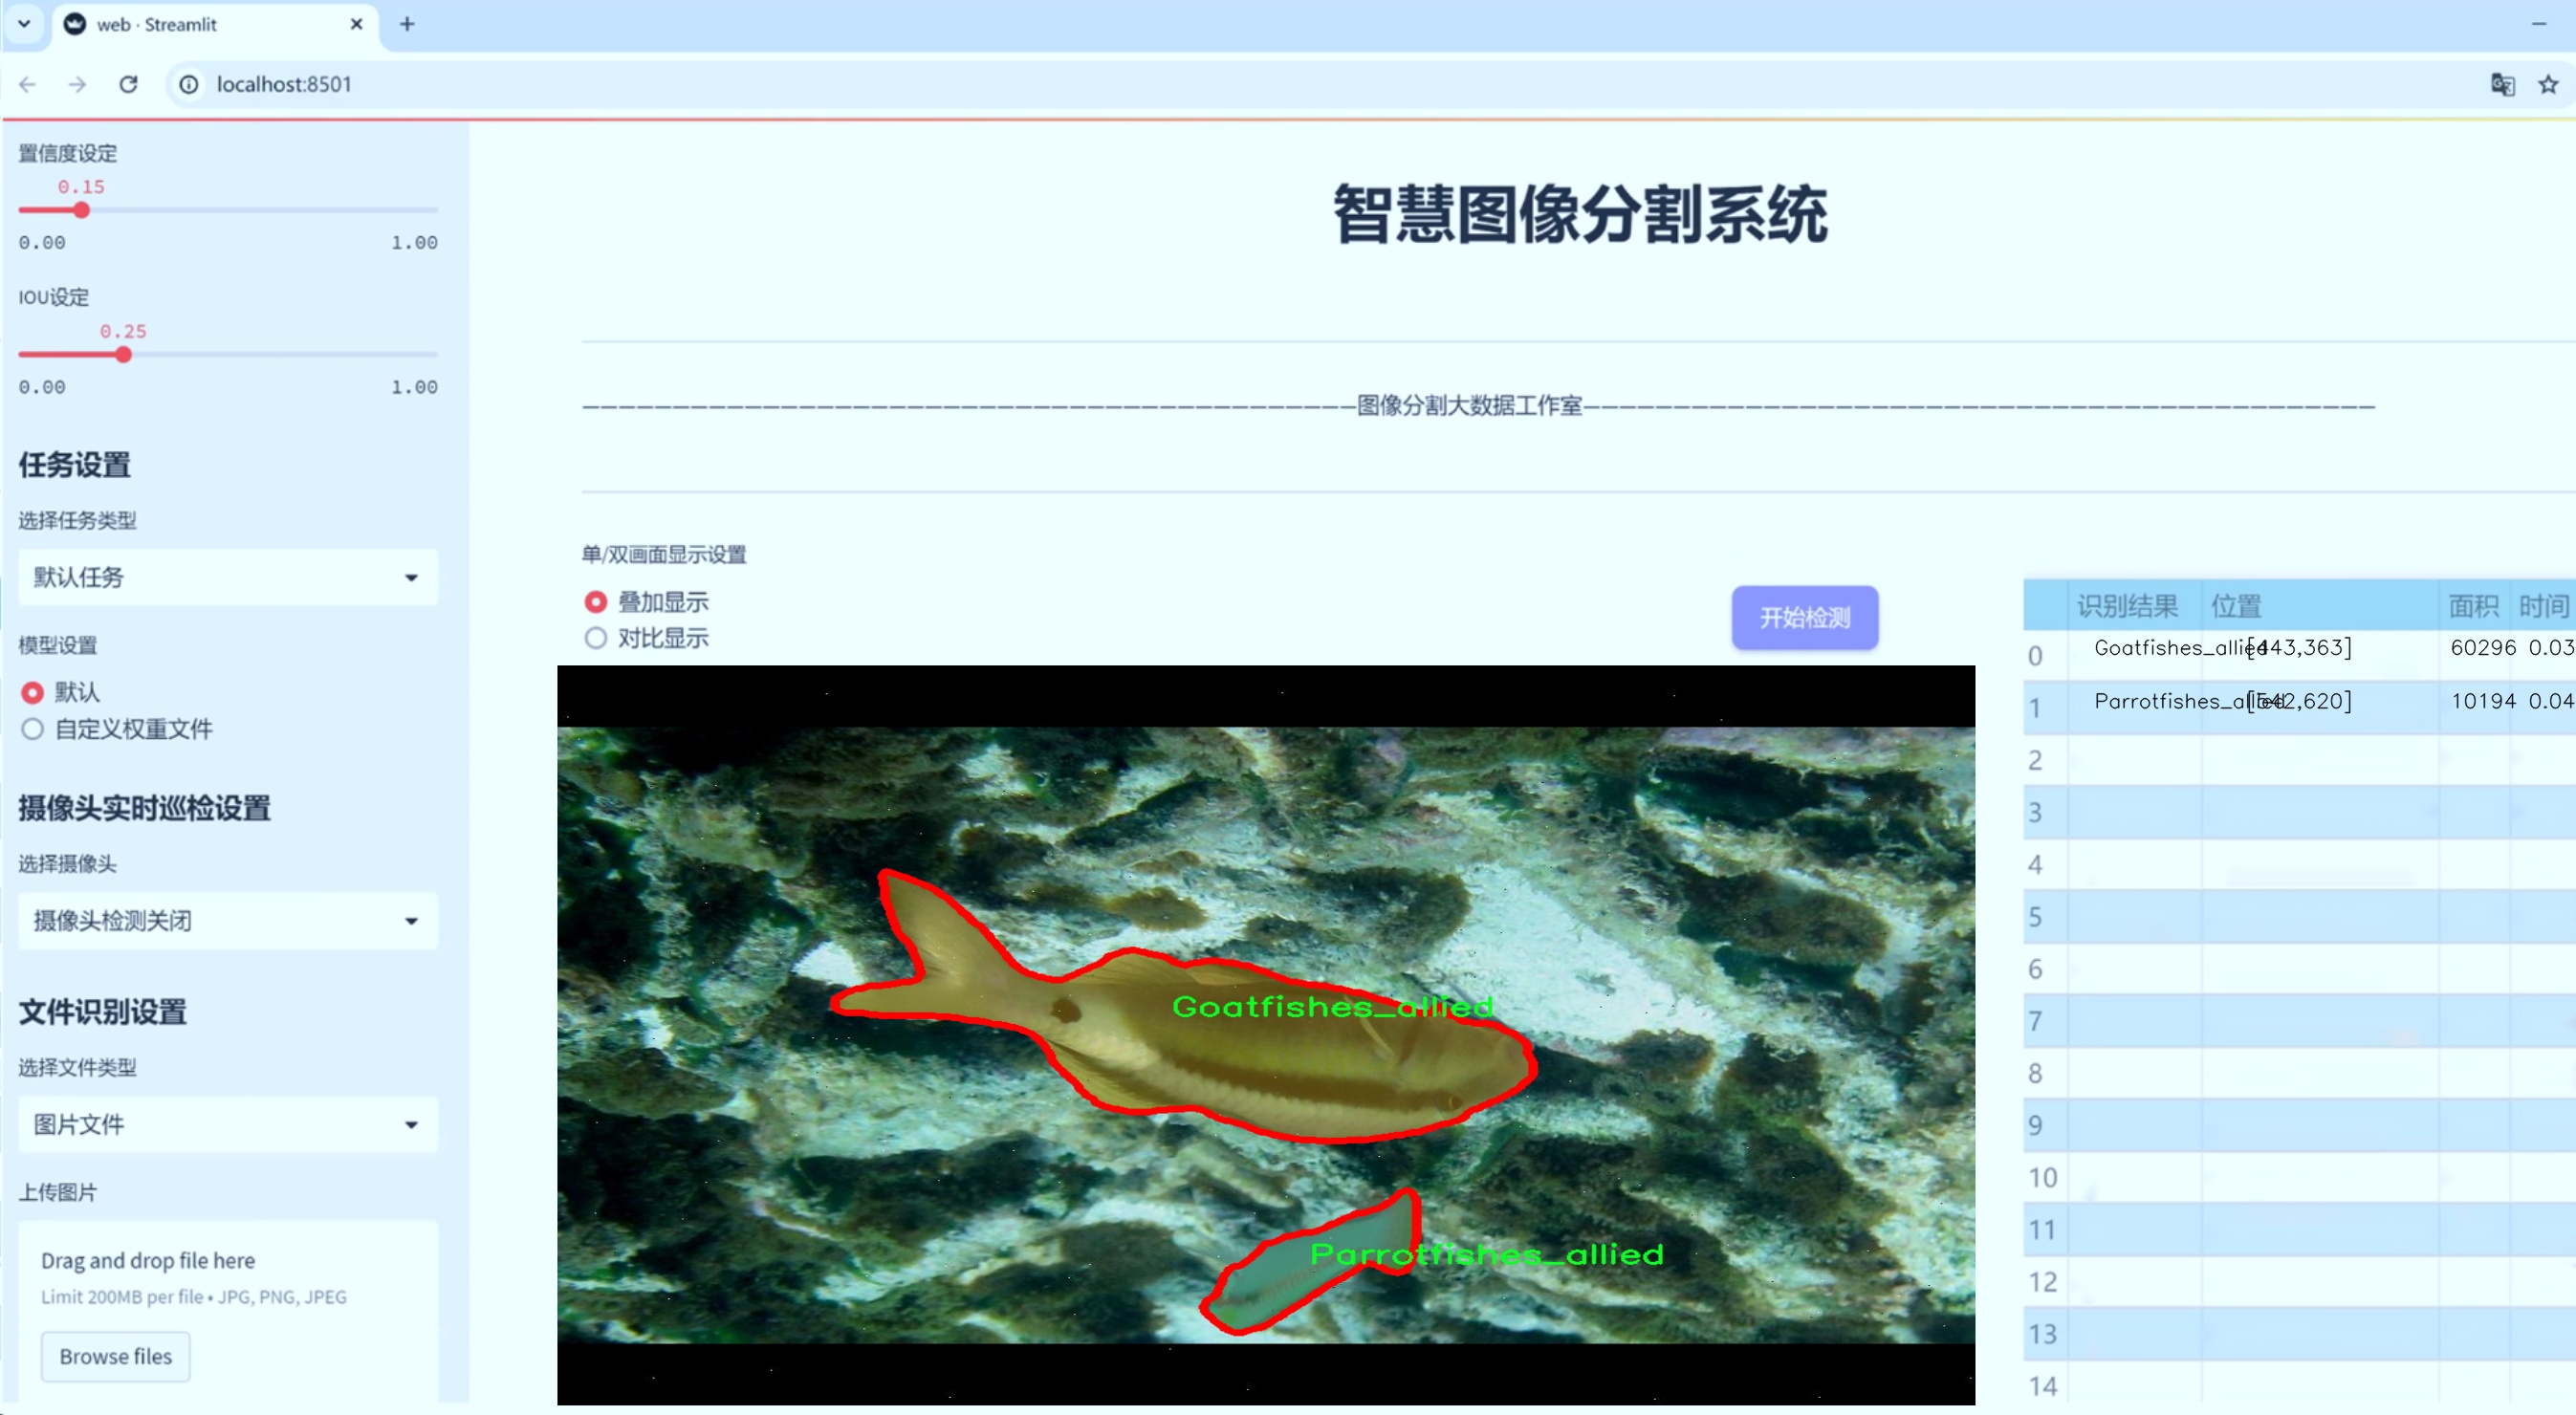 web · Streamlit
localhost:8501
置信度设定
0.15
0.00 1.00
IOU设定
0.25
0.00 1.00
任务设置
选择任务类型
默认任务
模型设置
默认
自定义权重文件
摄像头实时巡检设置
选择摄像头
摄像头检测关闭
文件识别设置
选择文件类型
图片文件
上传图片
Drag and drop file here
Limit 200MB per file • JPG, PNG, JPEG
Browse files
智慧图像分割系统
图像分割大数据工作室
单/双画面显示设置
叠加显示
对比显示
开始检测
Goatfishes_allied
Parrotfishes_allied
识别结果 位置 面积 时间
0 Goatfishes_allied [443,363] 60296 0.03
1 Parrotfishes_allied [542,620] 10194 0.04
2
3
4
5
6
7
8
9
10
11
12
13
14